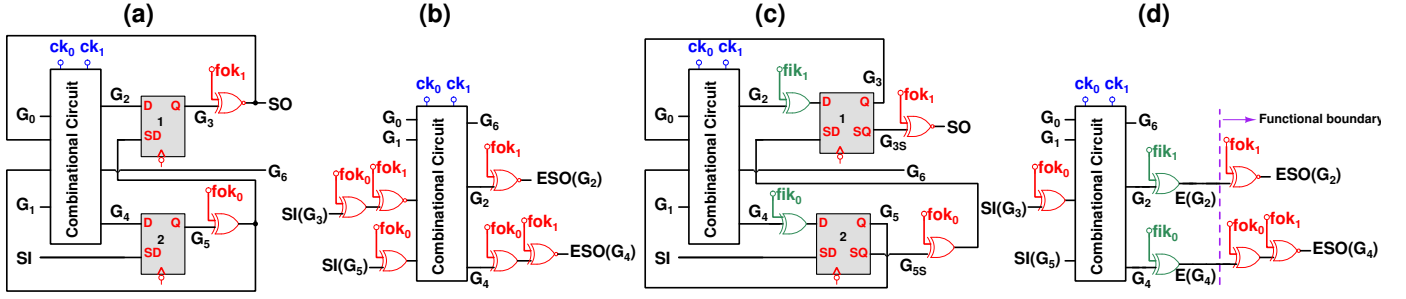 (a)
ck0 ck1
Combinational Circuit
G0
G1
G2
D Q
1
SD
G3
fok1
SO
G6
G4
D Q
2
SD
G5
fok0
SI
(b)
ck0 ck1
Combinational Circuit
G0
G1
G6
fok0
fok1
SI(G3)
fok0
SI(G5)
fok1
G2
ESO(G2)
fok0
fok1
G4
ESO(G4)
(c)
ck0 ck1
Combinational Circuit
G0
G1
G2
fik1
D Q
1
SD SQ
G3
G3S
fok1
SO
G6
G4
fik0
D Q
2
SD SQ
G5
G5S
fok0
SI
(d)
ck0 ck1
Combinational Circuit
G0
G1
G6
Functional boundary
fok0
SI(G3)
SI(G5)
fik1
G2
E(G2)
fok1
ESO(G2)
fik0
G4
E(G4)
fok0
fok1
ESO(G4)